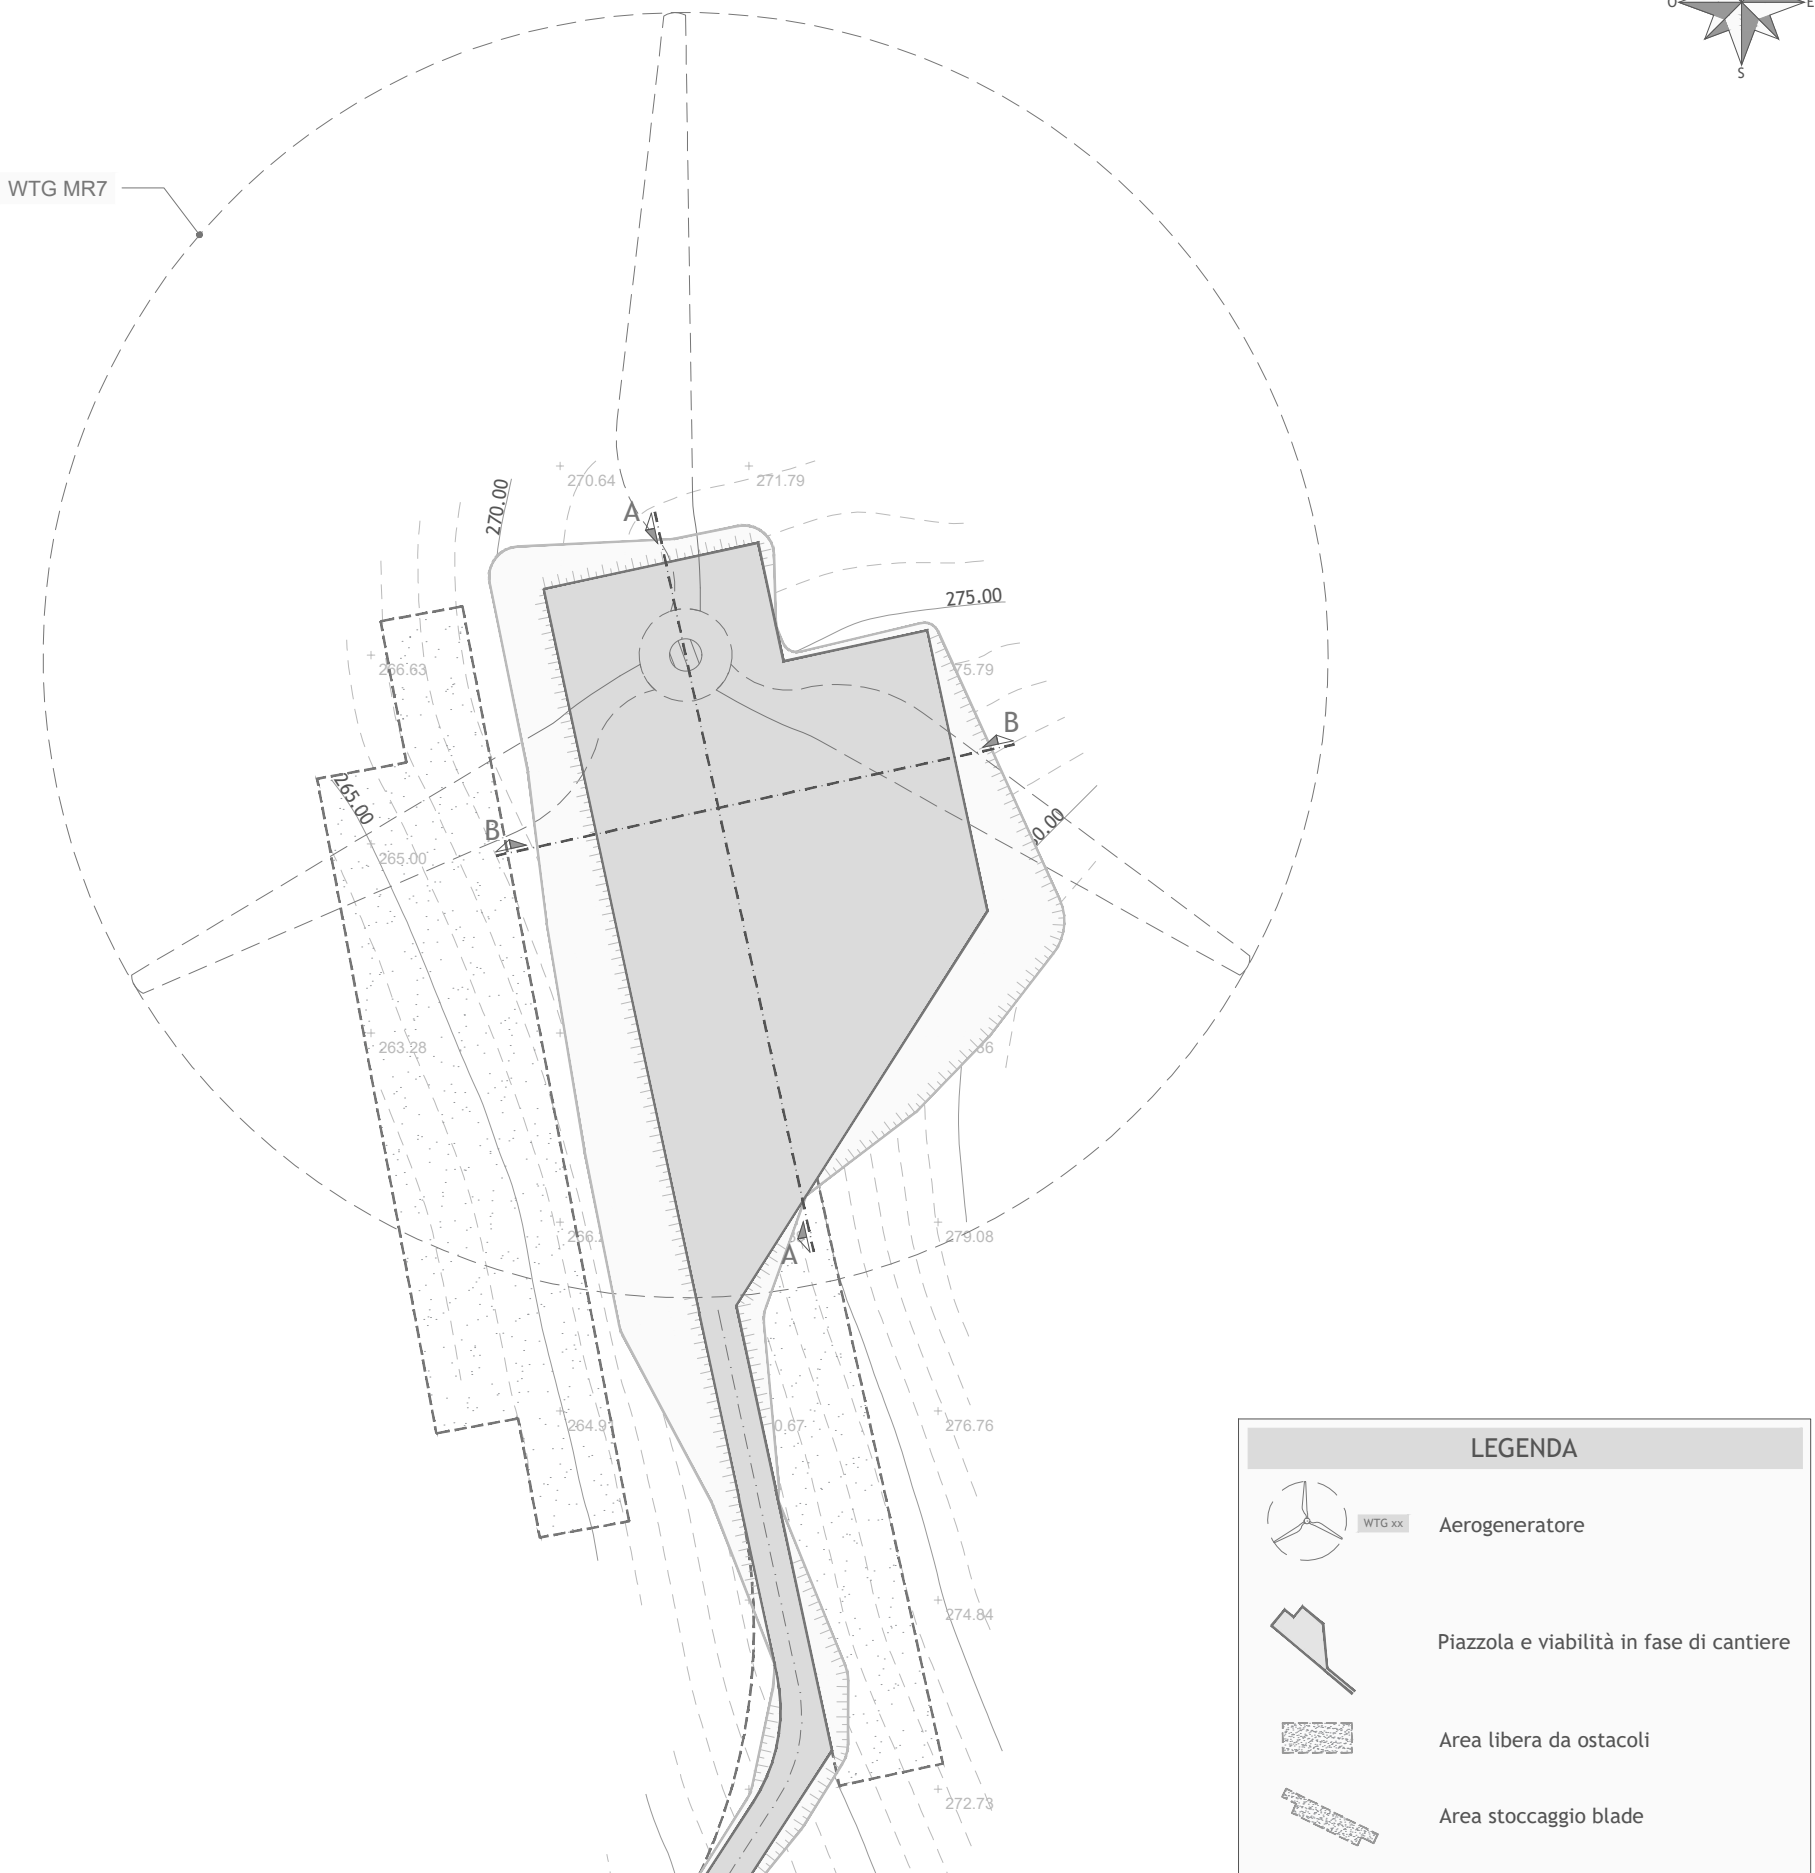 O
E
S
WTG MR7
270.64
271.79
270.00
A
275.00
266.63
75.79
B
265.00
0.00
B
265.00
263.28
36
266.
279.08
A
264.9
0.67
276.76
274.84
272.73
LEGENDA
WTG xx
Aerogeneratore
Piazzola e viabilità in fase di cantiere
Area libera da ostacoli
Area stoccaggio blade